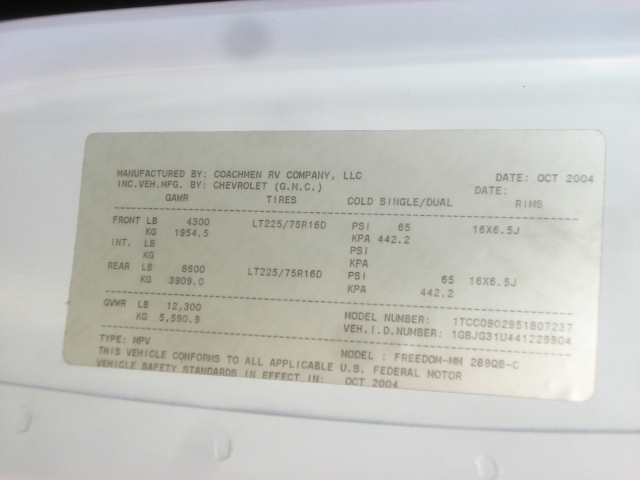 MANUFACTURED BY: COACHMEN RV COMPANY, LLC DATE: OCT 2004
INC.VEH.MFG. BY: CHEVROLET (G.M.C.) DATE:
GAWR TIRES COLD SINGLE/DUAL RIMS
FRONT LB 4300 LT225/75R16D PSI 65 16X6.5J
KG 1954.5 KPA 442.2
INT. LB PSI
KG KPA
REAR LB 8600 LT225/75R16D PSI 65 16X6.5J
KG 3909.0 KPA 442.2
GVWR LB 12,300
KG 5,590.9 MODEL NUMBER: 1TCC0902951807237
VEH.I.D.NUMBER: 1GBJG31U441229904
TYPE: MPV MODEL : FREEDOM-MM 289QB-C
THIS VEHICLE CONFORMS TO ALL APPLICABLE U.S. FEDERAL MOTOR
VEHICLE SAFETY STANDARDS IN EFFECT IN: OCT 2004